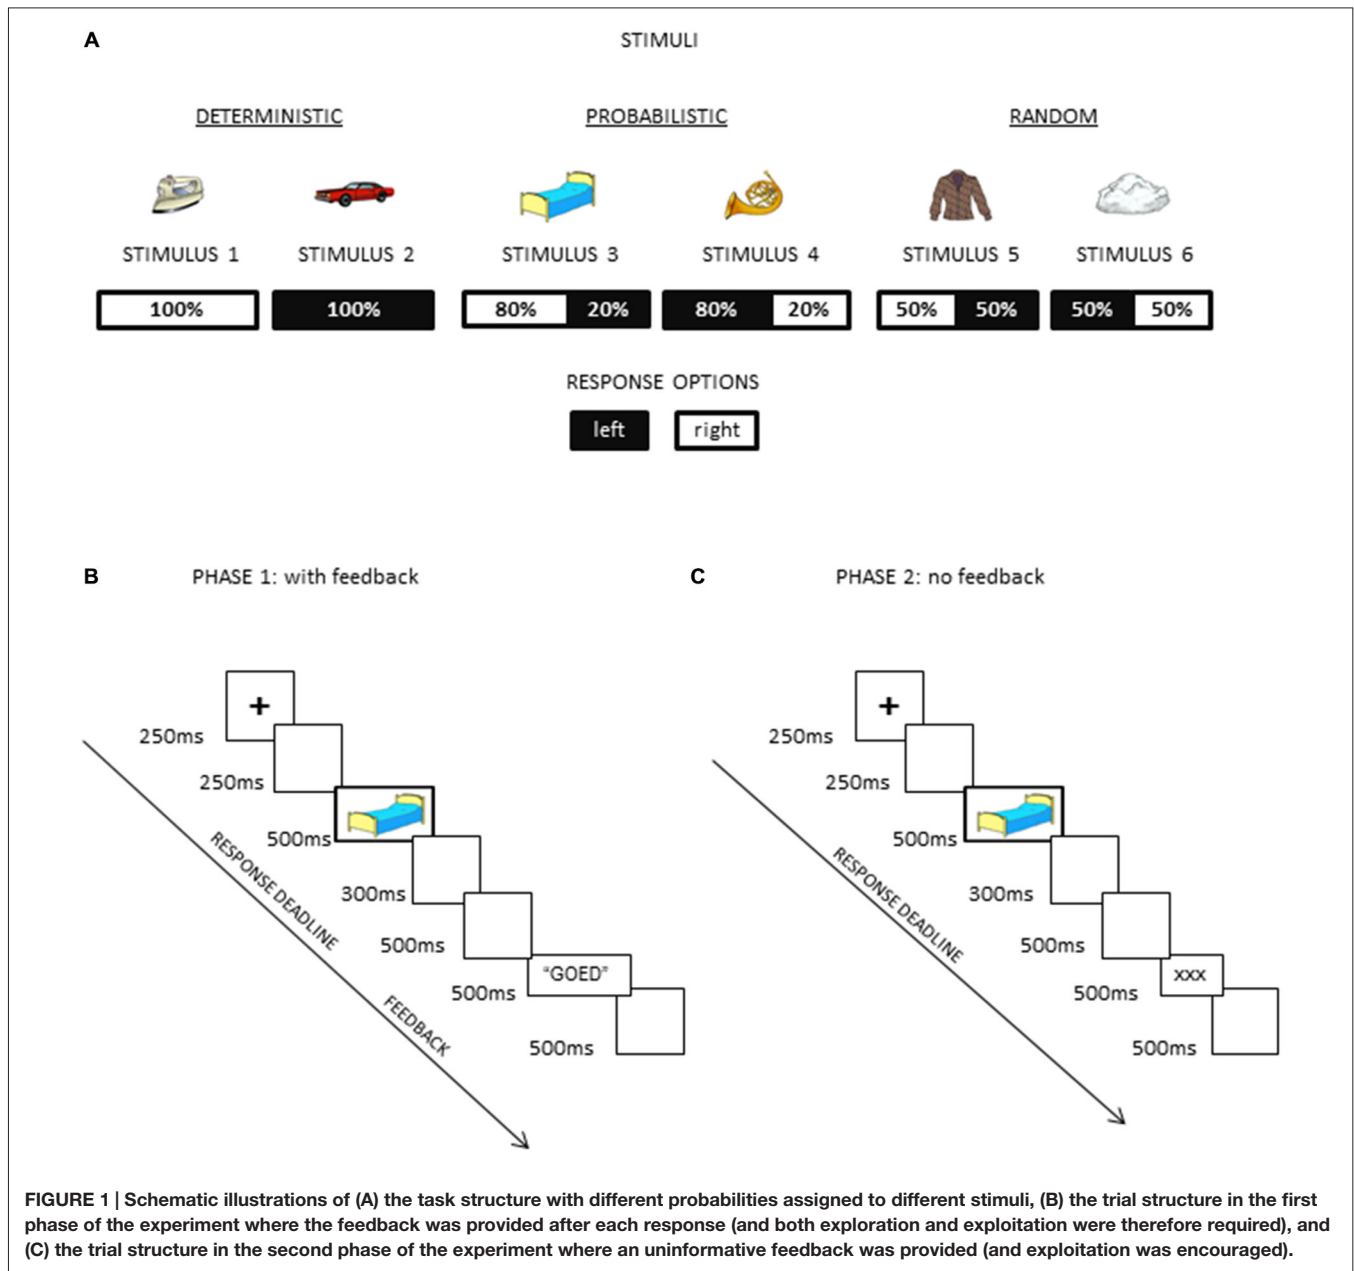 A
STIMULI
DETERMINISTIC PROBABILISTIC RANDOM
STIMULUS 1 STIMULUS 2 STIMULUS 3 STIMULUS 4 STIMULUS 5 STIMULUS 6
100% 100% 80% 20% 80% 20% 50% 50% 50% 50%
RESPONSE OPTIONS
left right
B PHASE 1: with feedback
+
250ms
250ms
500ms
300ms
500ms
"GOED"
500ms
500ms
RESPONSE DEADLINE
FEEDBACK
C PHASE 2: no feedback
+
250ms
250ms
500ms
300ms
500ms
xxx
500ms
500ms
RESPONSE DEADLINE
FIGURE 1 | Schematic illustrations of (A) the task structure with different probabilities assigned to different stimuli, (B) the trial structure in the first
phase of the experiment where the feedback was provided after each response (and both exploration and exploitation were therefore required), and
(C) the trial structure in the second phase of the experiment where an uninformative feedback was provided (and exploitation was encouraged).